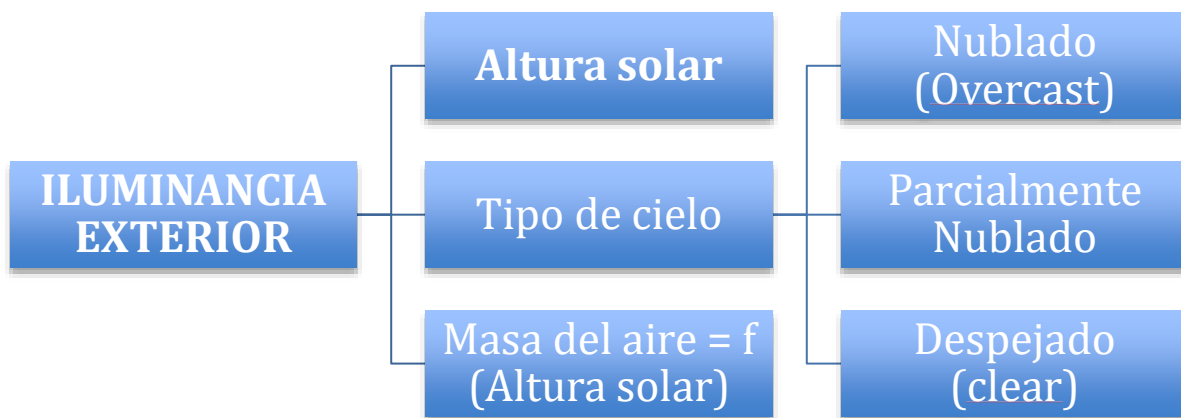 ILUMINANCIA
EXTERIOR
Altura solar
Tipo de cielo
Masa del aire = f
(Altura solar)
Nublado
(Overcast)
Parcialmente
Nublado
Despejado
(clear)